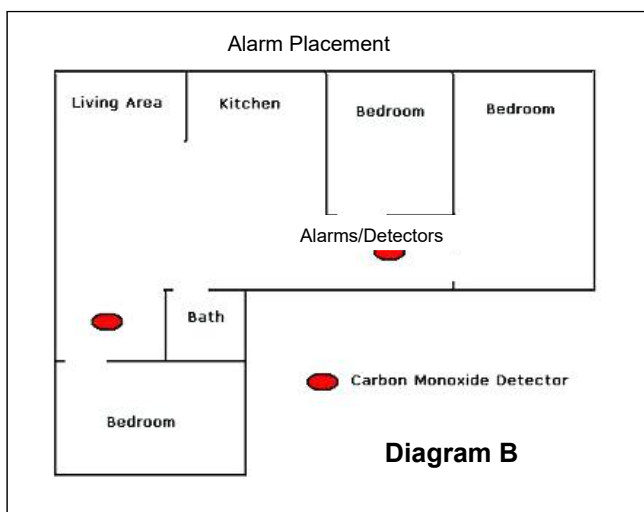 Alarm Placement
Living Area
Kitchen
Bedroom
Bedroom
Alarms/Detectors
Bath
Carbon Monoxide Detector
Bedroom
Diagram B